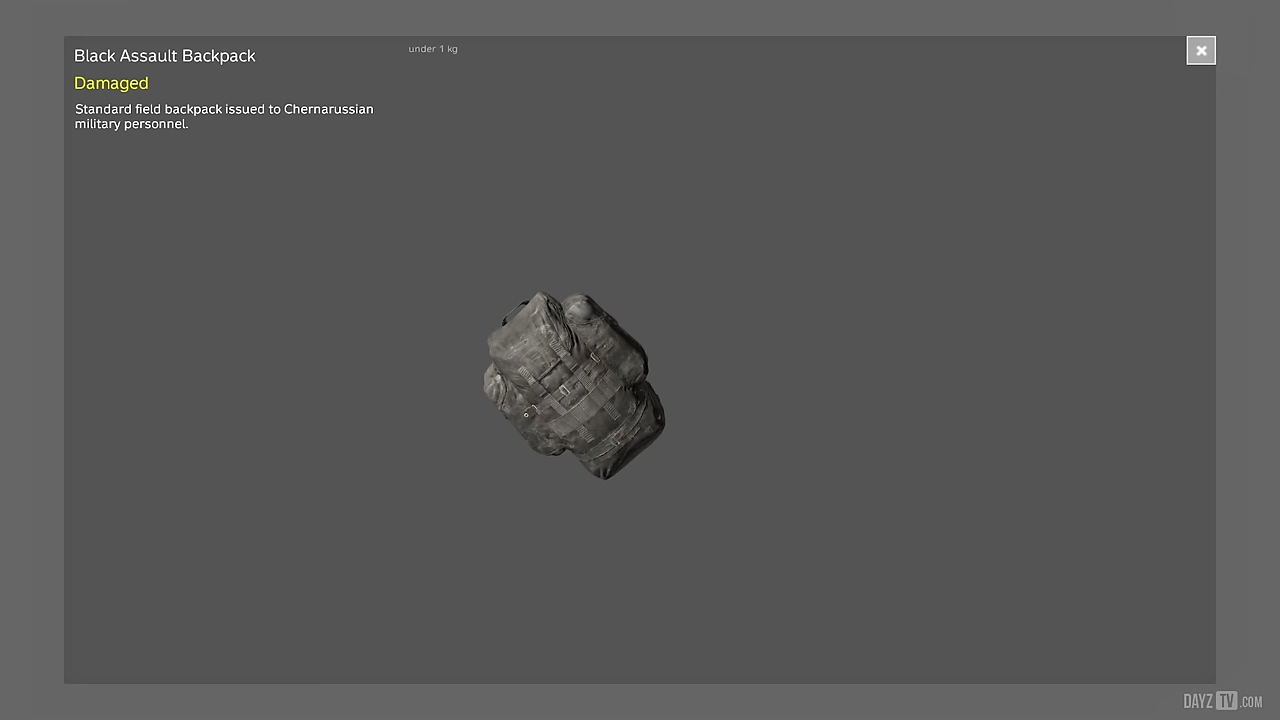 Black Assault Backpack
under 1 kg
Damaged
Standard field backpack issued to Chernarussian
military personnel.
DAYZ TV .COM